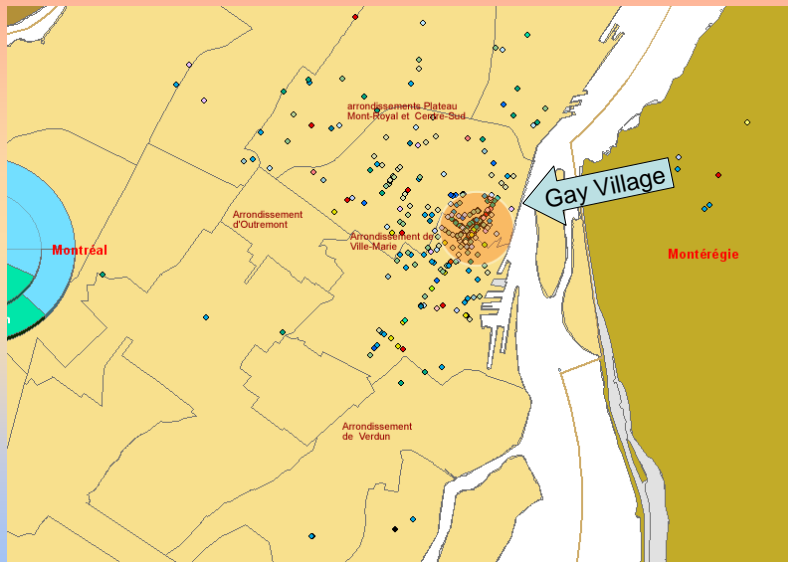 arrondissements Plateau
Mont-Royal et Centre-Sud
Gay Village
Arrondissement
d'Outremont
Arrondissement de
Ville-Marie
Montréal
Montérégie
Arrondissement
de Verdun